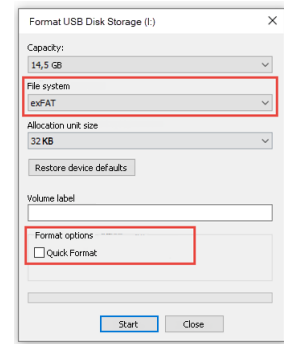 Format USB Disk Storage (I:)
Capacity:
14,5 GB
File system
exFAT
Allocation unit size
32 KB
Restore device defaults
Volume label
Format options
Quick Format
Start Close